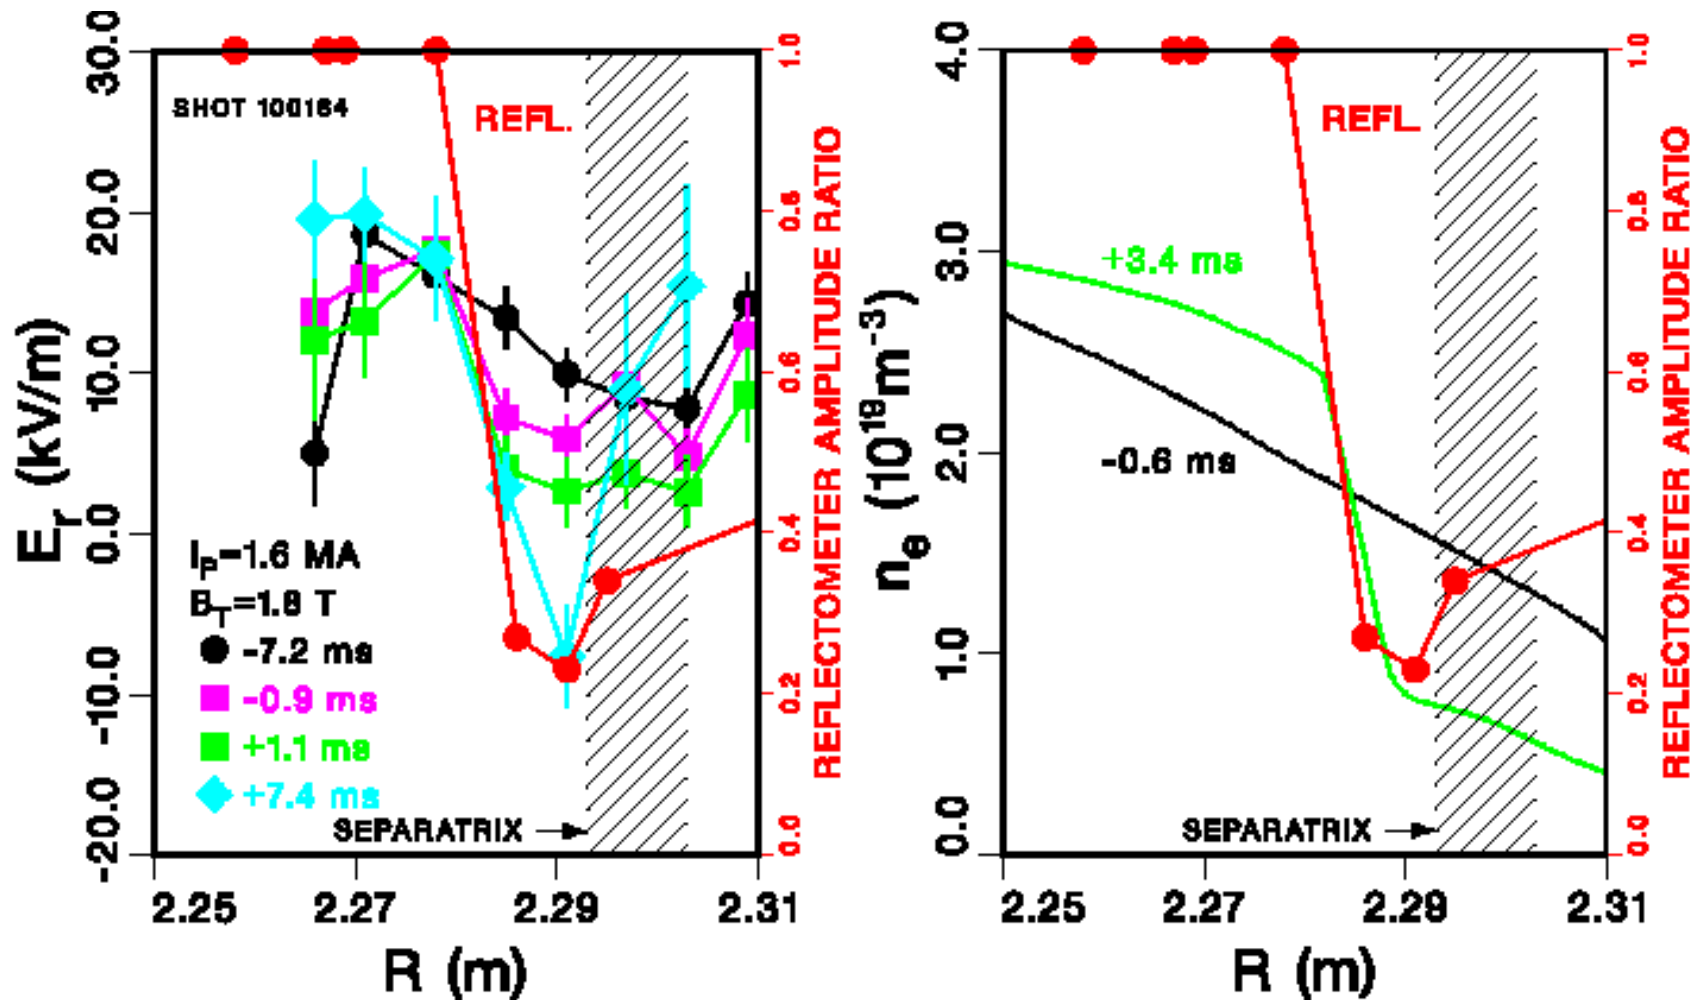 30.0
20.0
10.0
0.0
-10.0
-20.0
E_r (kV/m)
SHOT 100164
REFL.
I_P=1.6 MA
B_T=1.8 T
-7.2 ms
-0.9 ms
+1.1 ms
+7.4 ms
SEPARATRIX
2.25 2.27 2.29 2.31
R (m)
1.0
0.8
0.6
0.4
0.2
0.0
REFLECTOMETER AMPLITUDE RATIO
4.0
3.0
2.0
1.0
0.0
n_e (10^19 m^-3)
REFL.
+3.4 ms
-0.6 ms
SEPARATRIX
2.25 2.27 2.29 2.31
R (m)
1.0
0.8
0.6
0.4
0.2
0.0
REFLECTOMETER AMPLITUDE RATIO